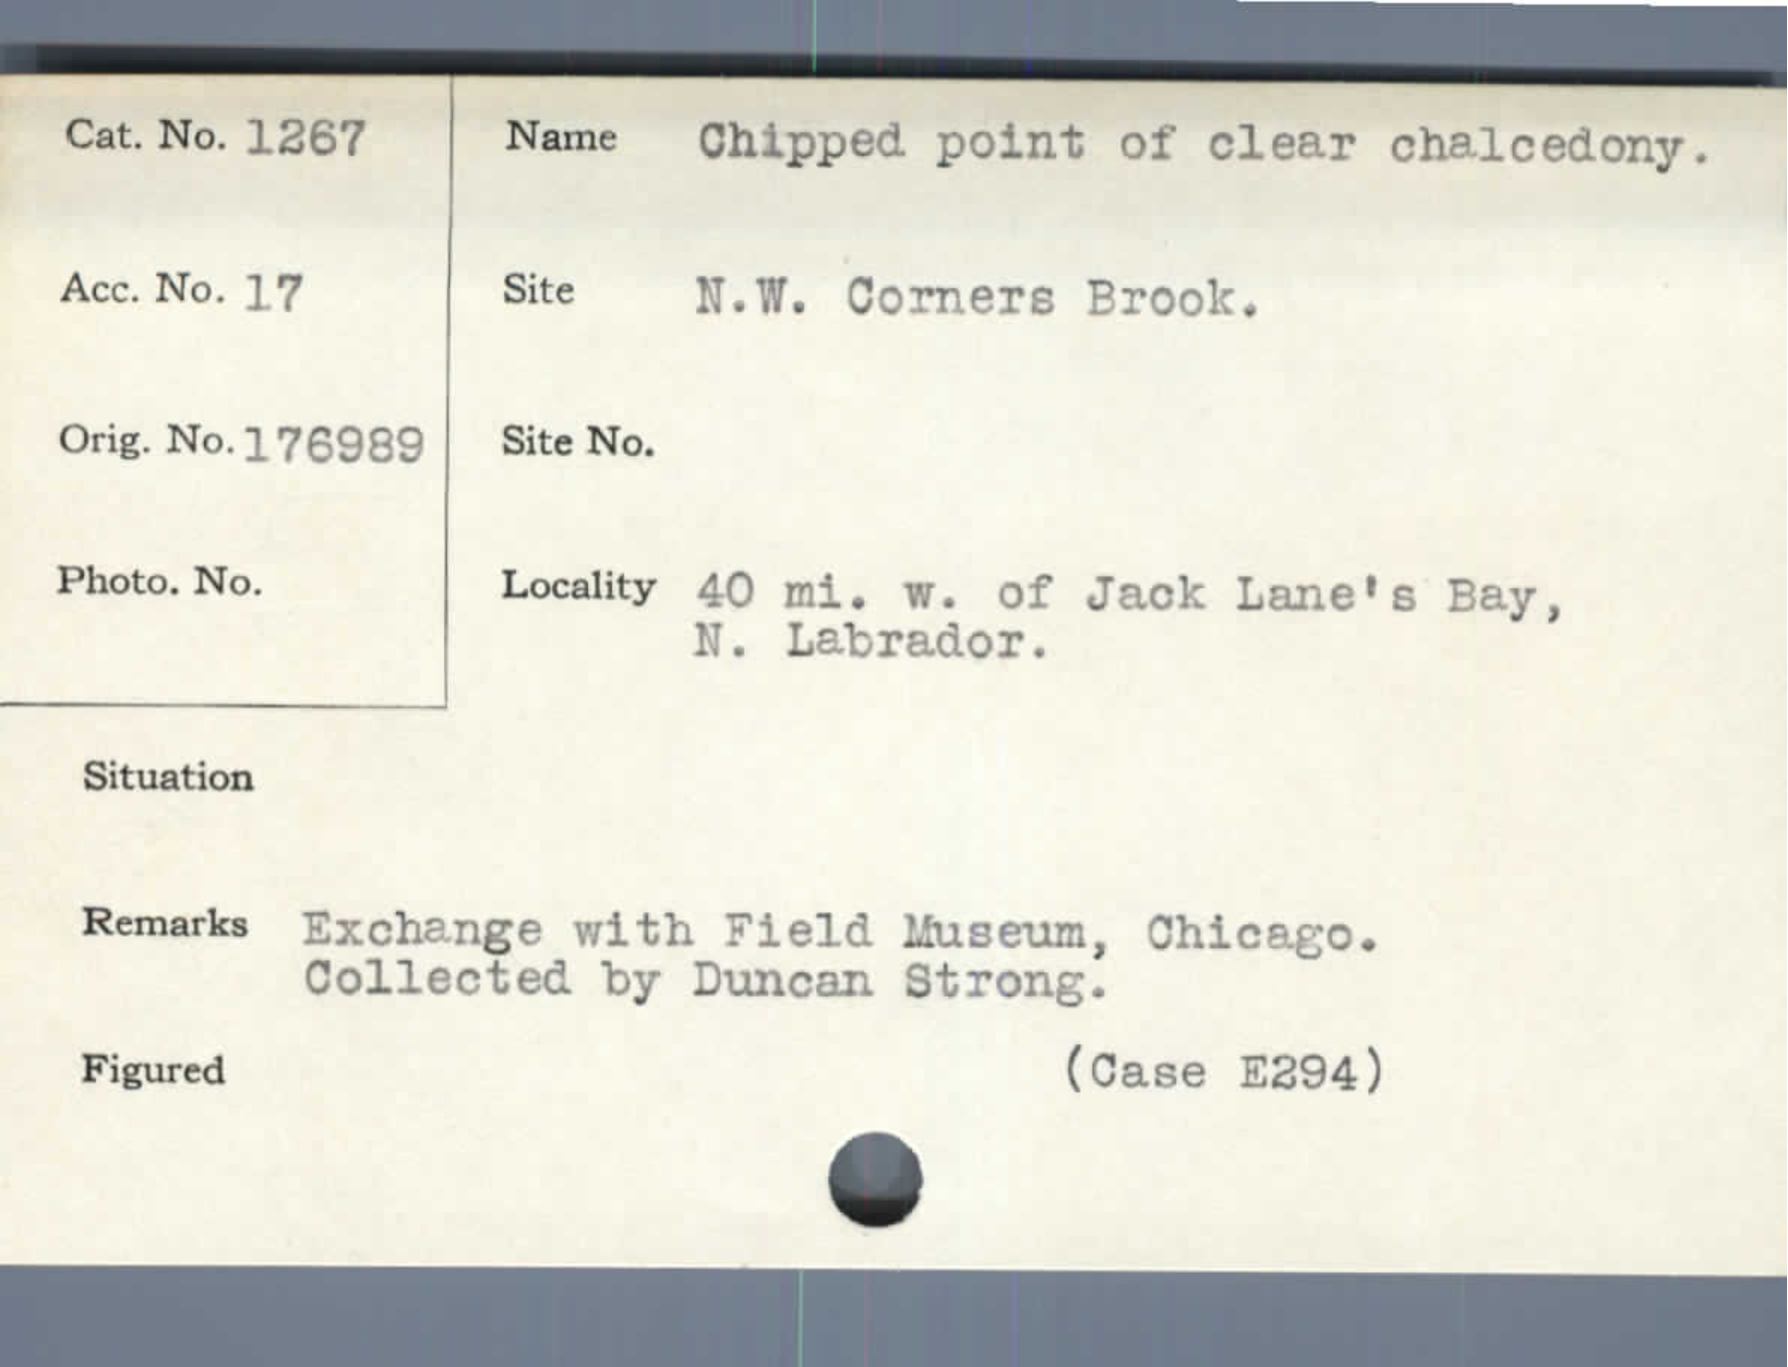 Cat. No. 1267
Name Chipped point of clear chalcedony.
Acc. No. 17
Site N.W. Corners Brook.
Orig. No. 176989
Site No.
Photo. No.
Locality 40 mi. w. of Jack Lane's Bay,
N. Labrador.
Situation
Remarks Exchange with Field Museum, Chicago.
Collected by Duncan Strong.
Figured (Case E294)